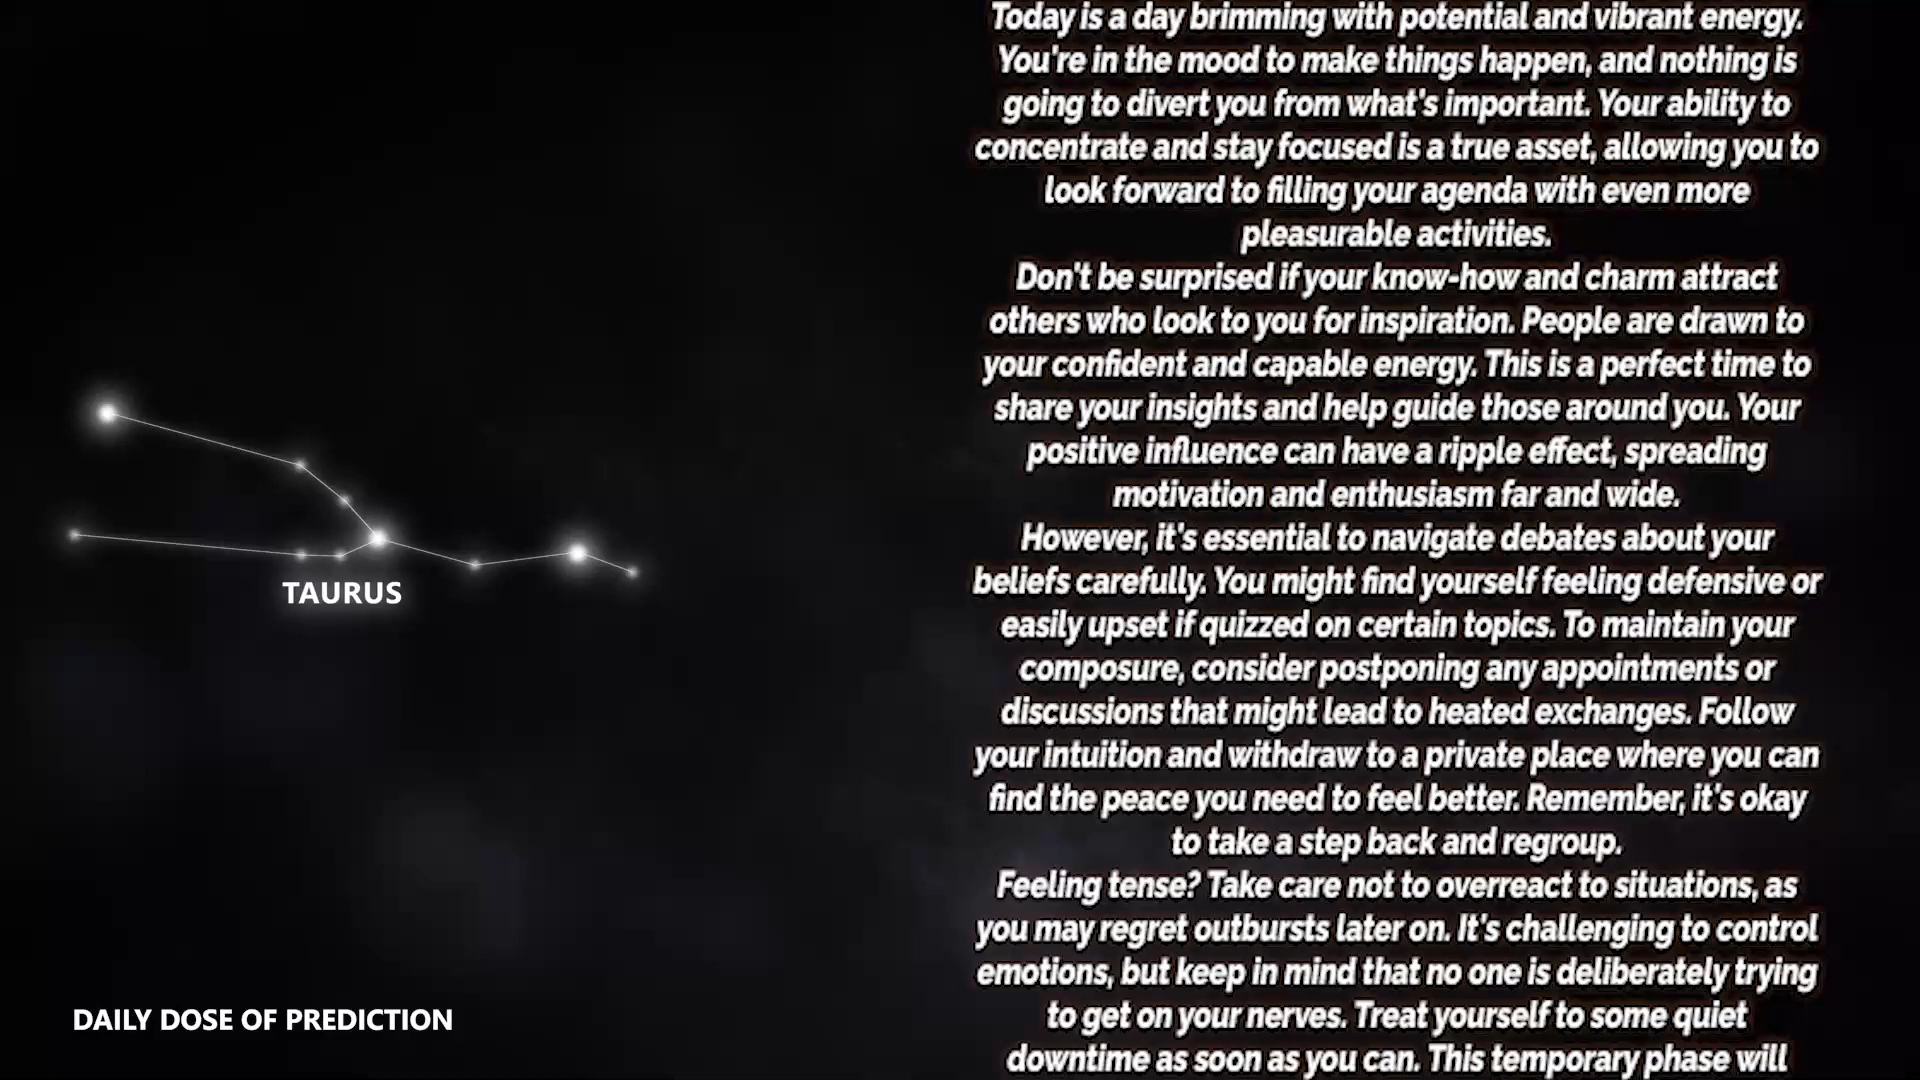 Today is a day brimming with potential and vibrant energy.
You're in the mood to make things happen, and nothing is
going to divert you from what's important. Your ability to
concentrate and stay focused is a true asset, allowing you to
look forward to filling your agenda with even more
pleasurable activities.
Don't be surprised if your know-how and charm attract
others who look to you for inspiration. People are drawn to
your confident and capable energy. This is a perfect time to
share your insights and help guide those around you. Your
positive influence can have a ripple effect, spreading
motivation and enthusiasm far and wide.
However, it's essential to navigate debates about your
beliefs carefully. You might find yourself feeling defensive or
easily upset if quizzed on certain topics. To maintain your
composure, consider postponing any appointments or
discussions that might lead to heated exchanges. Follow
your intuition and withdraw to a private place where you can
find the peace you need to feel better. Remember, it's okay
to take a step back and regroup.
Feeling tense? Take care not to overreact to situations, as
you may regret outbursts later on. It's challenging to control
emotions, but keep in mind that no one is deliberately trying
to get on your nerves. Treat yourself to some quiet
downtime as soon as you can. This temporary phase will
TAURUS
DAILY DOSE OF PREDICTION